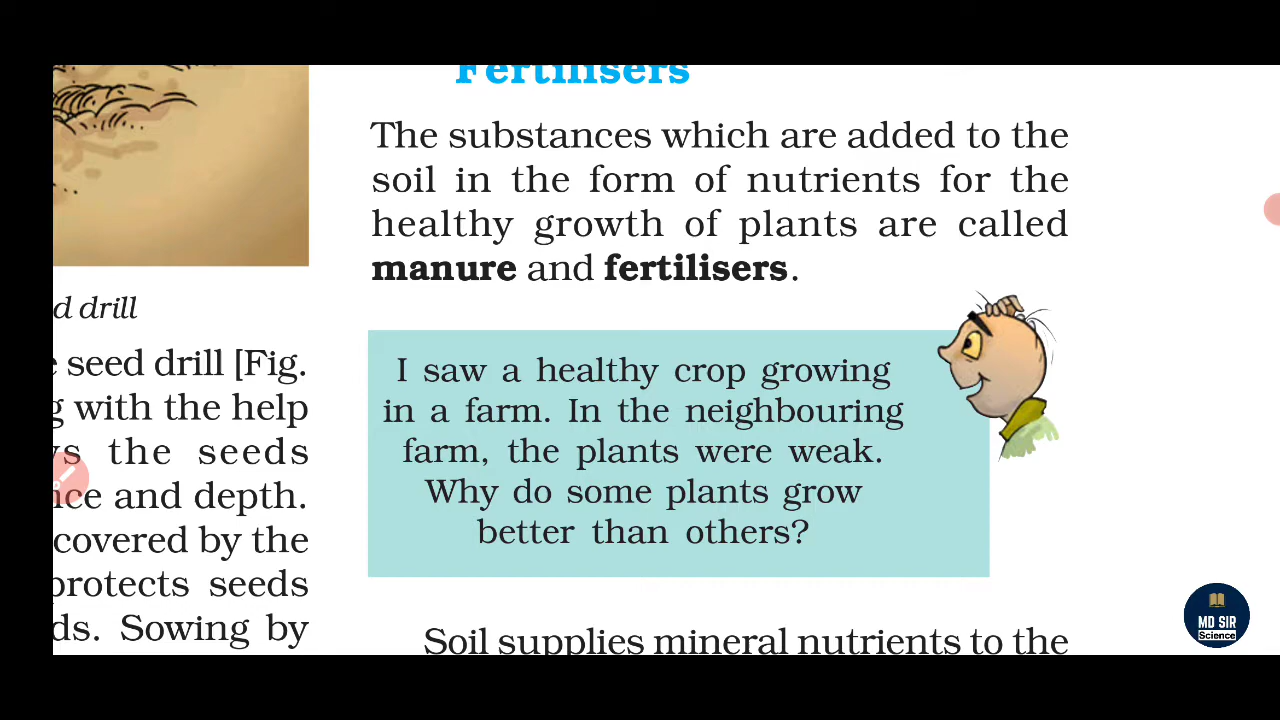 Fertilisers
The substances which are added to the
soil in the form of nutrients for the
healthy growth of plants are called
manure and fertilisers.
I saw a healthy crop growing
in a farm. In the neighbouring
farm, the plants were weak.
Why do some plants grow
better than others?
Soil supplies mineral nutrients to the
drill
seed drill [Fig.
with the help
the seeds
and depth.
covered by the
protects seeds
Sowing by
MD SIR
Science